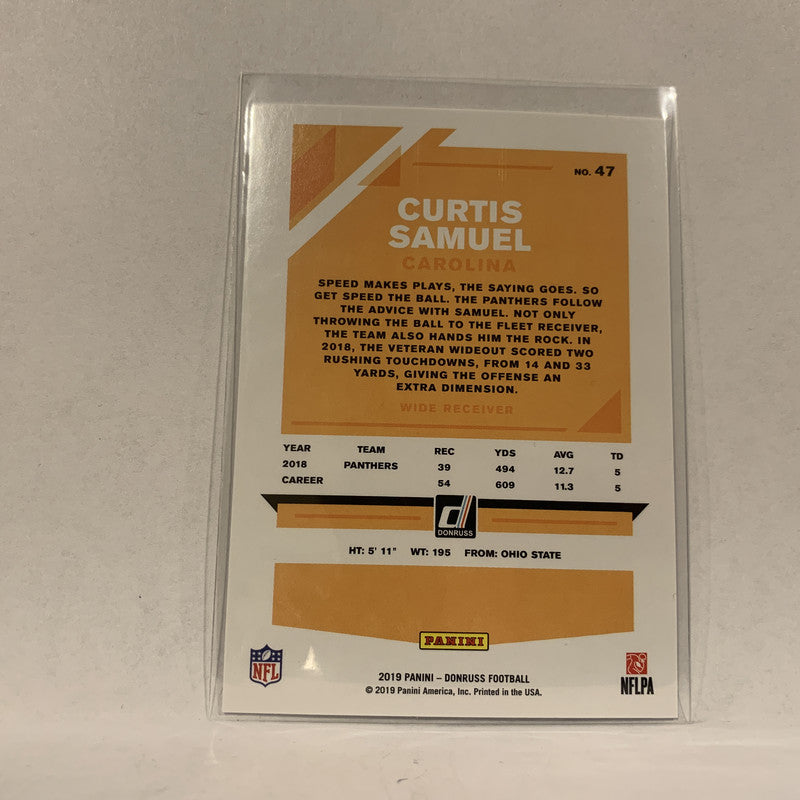 NO. 47
CURTIS
SAMUEL
CAROLINA
SPEED MAKES PLAYS, THE SAYING GOES. SO
GET SPEED THE BALL. THE PANTHERS FOLLOW
THE ADVICE WITH SAMUEL. NOT ONLY
THROWING THE BALL TO THE FLEET RECEIVER,
THE TEAM ALSO HANDS HIM THE ROCK. IN
2018, THE VETERAN WIDEOUT SCORED TWO
RUSHING TOUCHDOWNS, FROM 14 AND 33
YARDS, GIVING THE OFFENSE AN
EXTRA DIMENSION.
WIDE RECEIVER
YEAR TEAM REC YDS AVG TD
2018 PANTHERS 39 494 12.7 5
CAREER 54 609 11.3 5
DONRUSS
HT: 5' 11" WT: 195 FROM: OHIO STATE
PANINI
NFL
NFLPA
2019 PANINI – DONRUSS FOOTBALL
© 2019 Panini America, Inc. Printed in the USA.